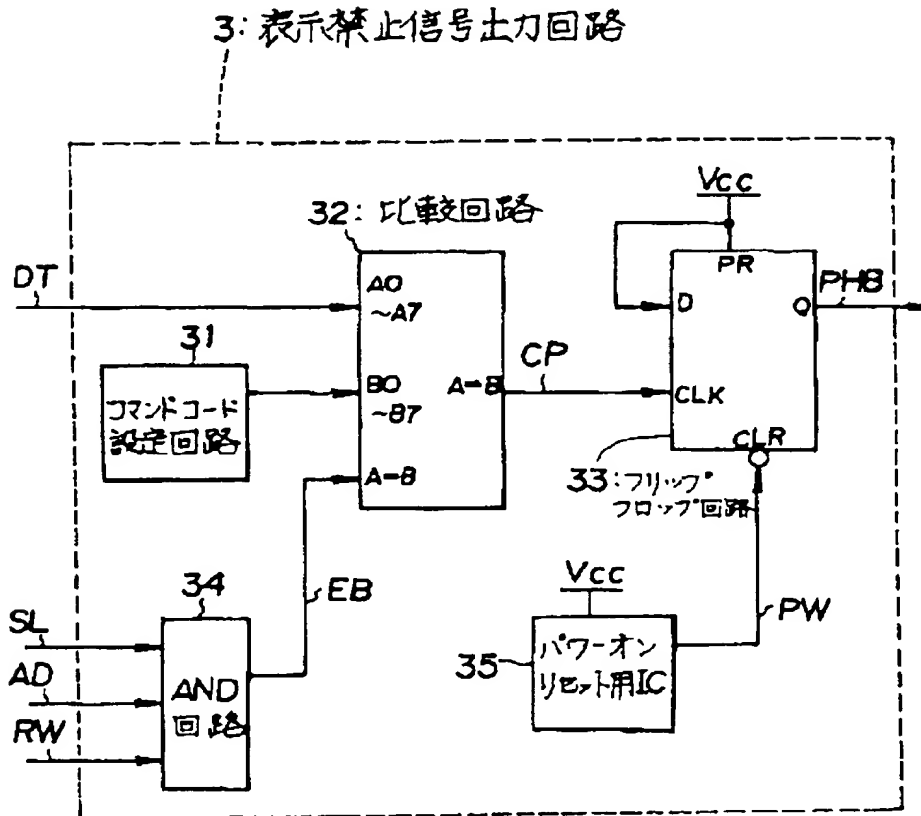 3: 表示禁止信号出力回路
Vcc
32: 比較回路
DT
A0
~A7
PR
D
Q
PHB
31
コマンドコード
設定回路
B0
~B7
A=B
CP
CLK
CLR
A=B
33: フリップ
フロップ回路
34
EB
Vcc
PW
SL
AD
RW
AND
回路
35
パワーオン
リセット用IC